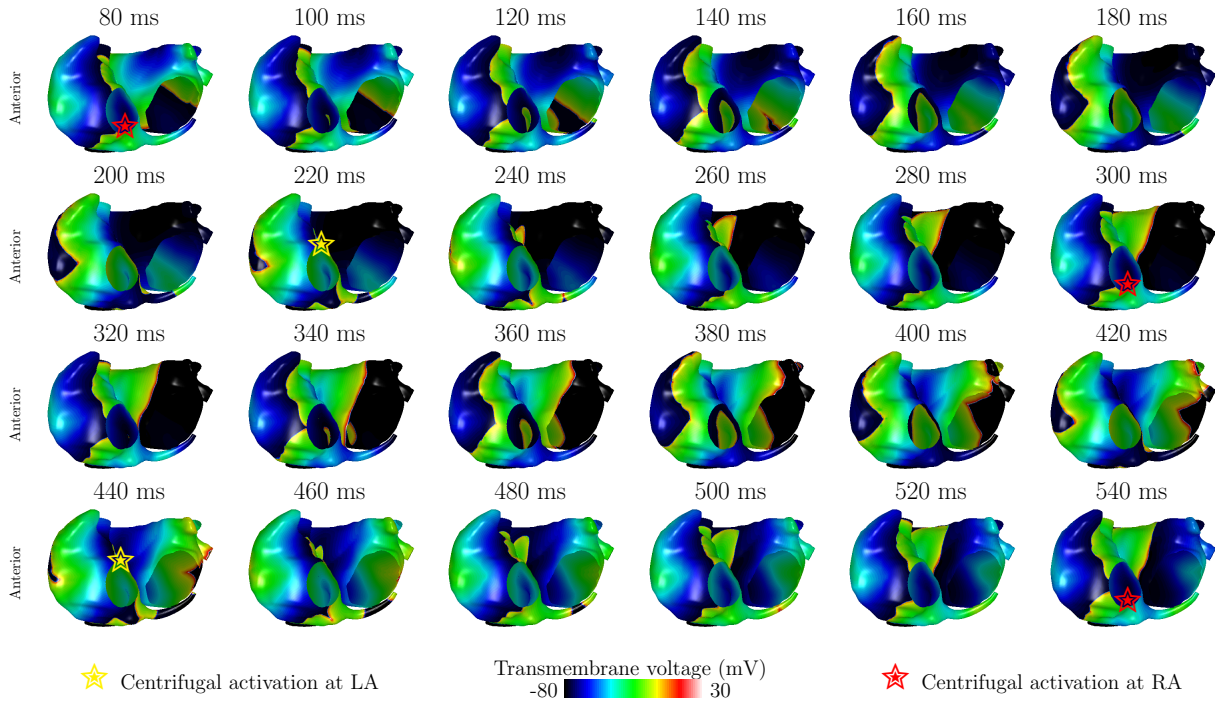 80 ms 100 ms 120 ms 140 ms 160 ms 180 ms
Anterior
200 ms 220 ms 240 ms 260 ms 280 ms 300 ms
Anterior
320 ms 340 ms 360 ms 380 ms 400 ms 420 ms
Anterior
440 ms 460 ms 480 ms 500 ms 520 ms 540 ms
Anterior
Centrifugal activation at LA
Transmembrane voltage (mV)
-80 30
Centrifugal activation at RA